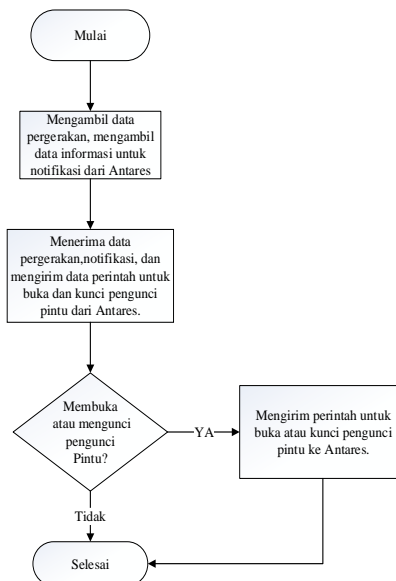 Mulai
Mengambil data
pergerakan, mengambil
data informasi untuk
notifikasi dari Antares
Menerima data
pergerakan,notifikasi, dan
mengirim data perintah untuk
buka dan kunci pengunci
pintu dari Antares.
Membuka
atau mengunci
pengunci
Pintu?
YA
Mengirim perintah untuk
buka atau kunci pengunci
pintu ke Antares.
Tidak
Selesai